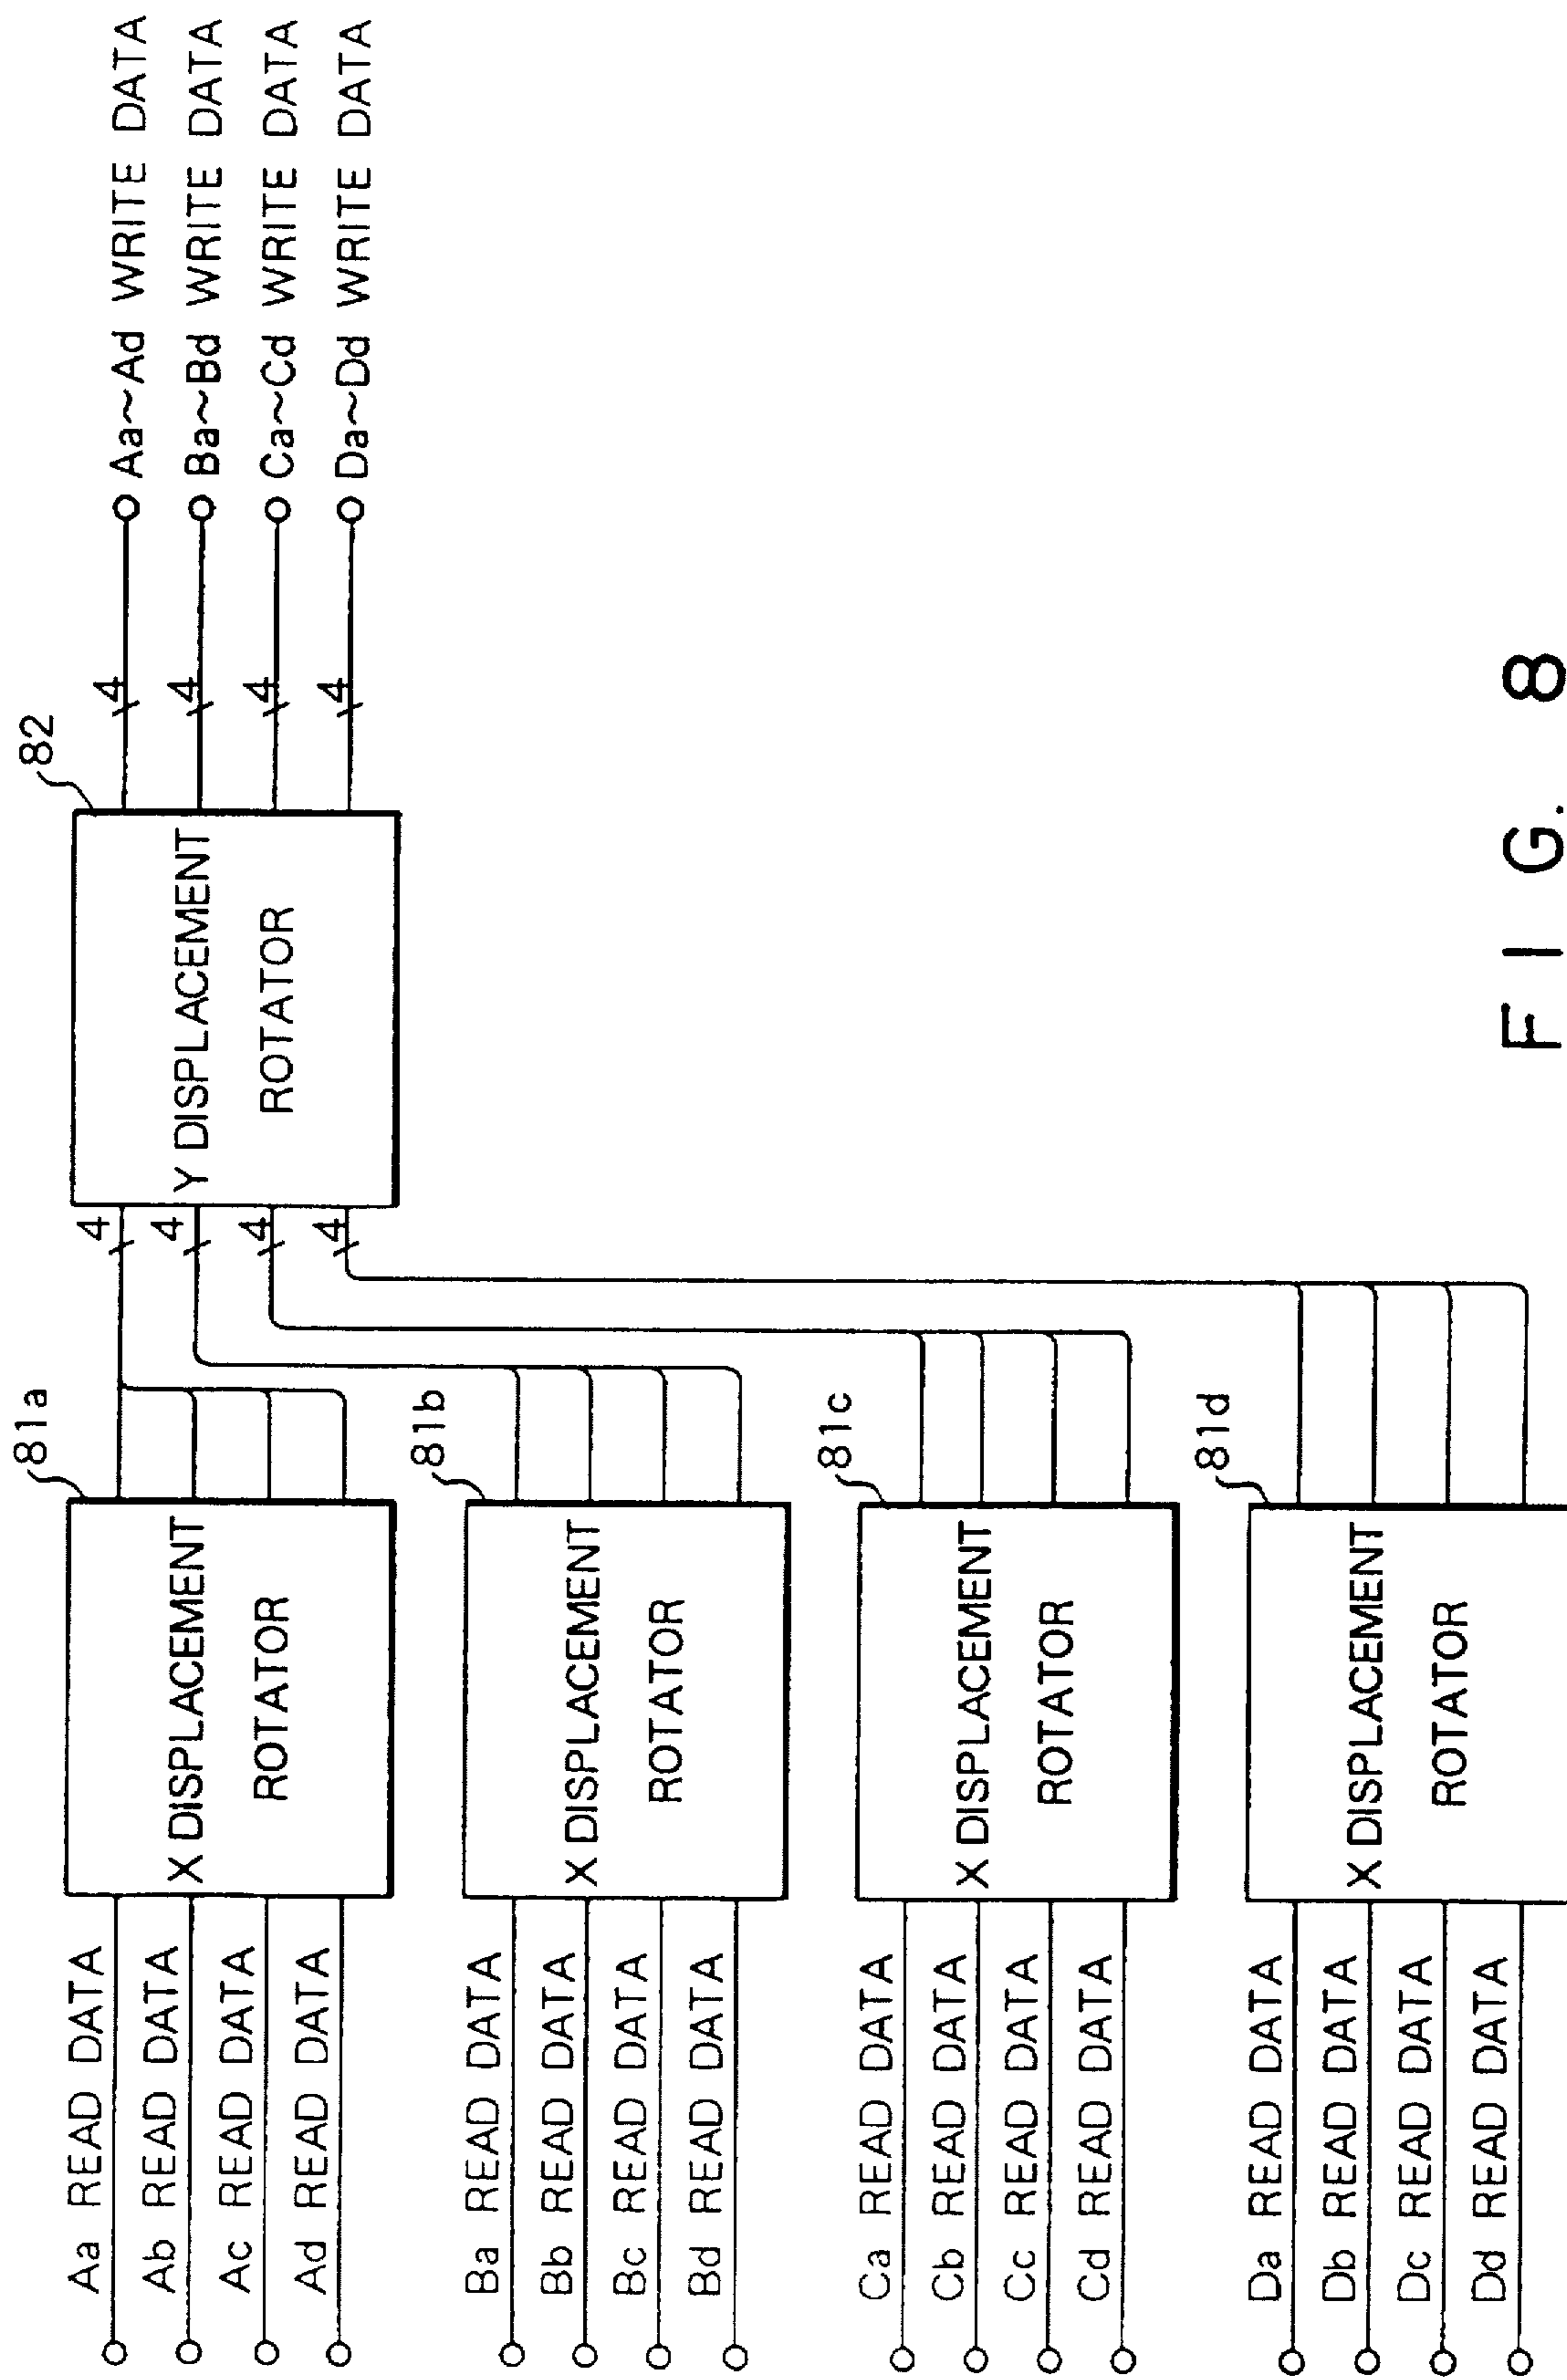 Aa READ DATA
Ab READ DATA
Ac READ DATA
Ad READ DATA
81a
X DISPLACEMENT
ROTATOR
Ba READ DATA
Bb READ DATA
Bc READ DATA
Bd READ DATA
81b
X DISPLACEMENT
ROTATOR
Ca READ DATA
Cb READ DATA
Cc READ DATA
Cd READ DATA
81c
X DISPLACEMENT
ROTATOR
Da READ DATA
Db READ DATA
Dc READ DATA
Dd READ DATA
81d
X DISPLACEMENT
ROTATOR
4
4
4
4
82
Y DISPLACEMENT
ROTATOR
4
4
4
4
Aa~Ad WRITE DATA
Ba~Bd WRITE DATA
Ca~Cd WRITE DATA
Da~Dd WRITE DATA
FIG. 8